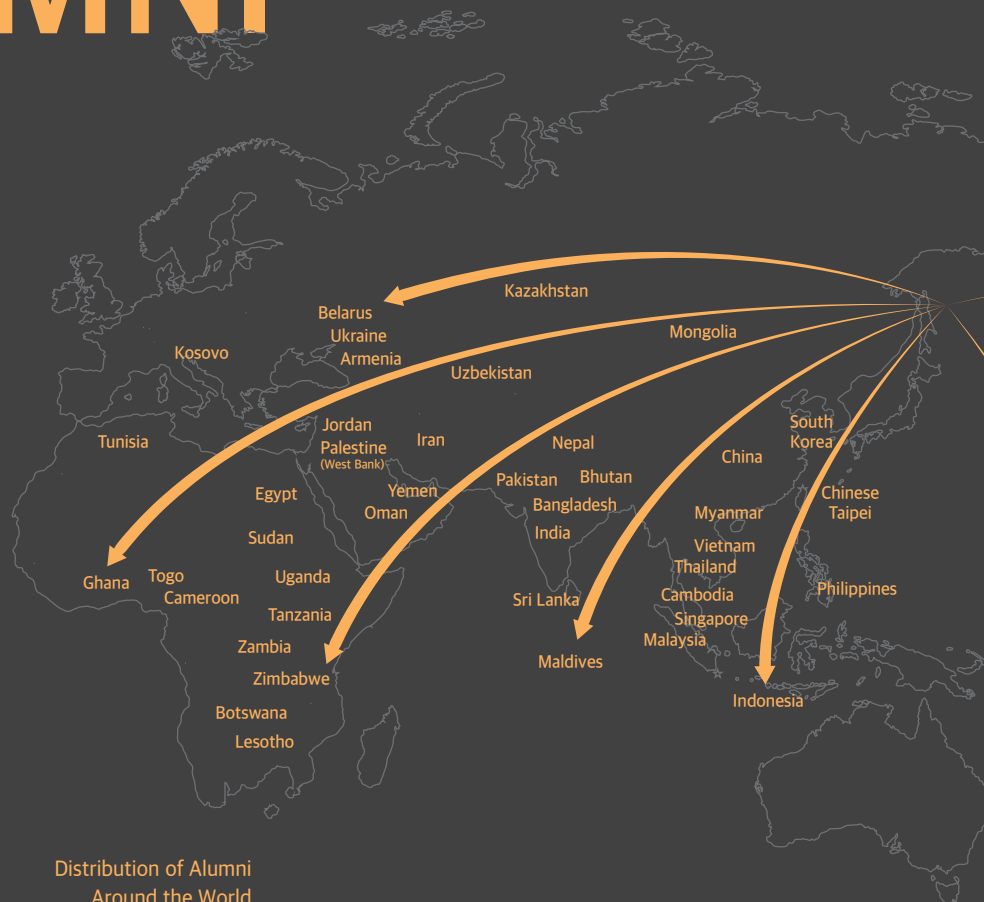 MNI
Kazakhstan
Belarus
Ukraine
Armenia
Mongolia
Kosovo
Uzbekistan
Jordan
Palestine
(West Bank)
Iran
Tunisia
Nepal
South
Korea
China
Pakistan
Bhutan
Egypt
Yemen
Oman
Bangladesh
India
Chinese
Taipei
Myanmar
Sudan
Vietnam
Thailand
Ghana
Togo
Cameroon
Uganda
Sri Lanka
Cambodia
Philippines
Tanzania
Singapore
Malaysia
Zambia
Maldives
Zimbabwe
Indonesia
Botswana
Lesotho
Distribution of Alumni
Around the World